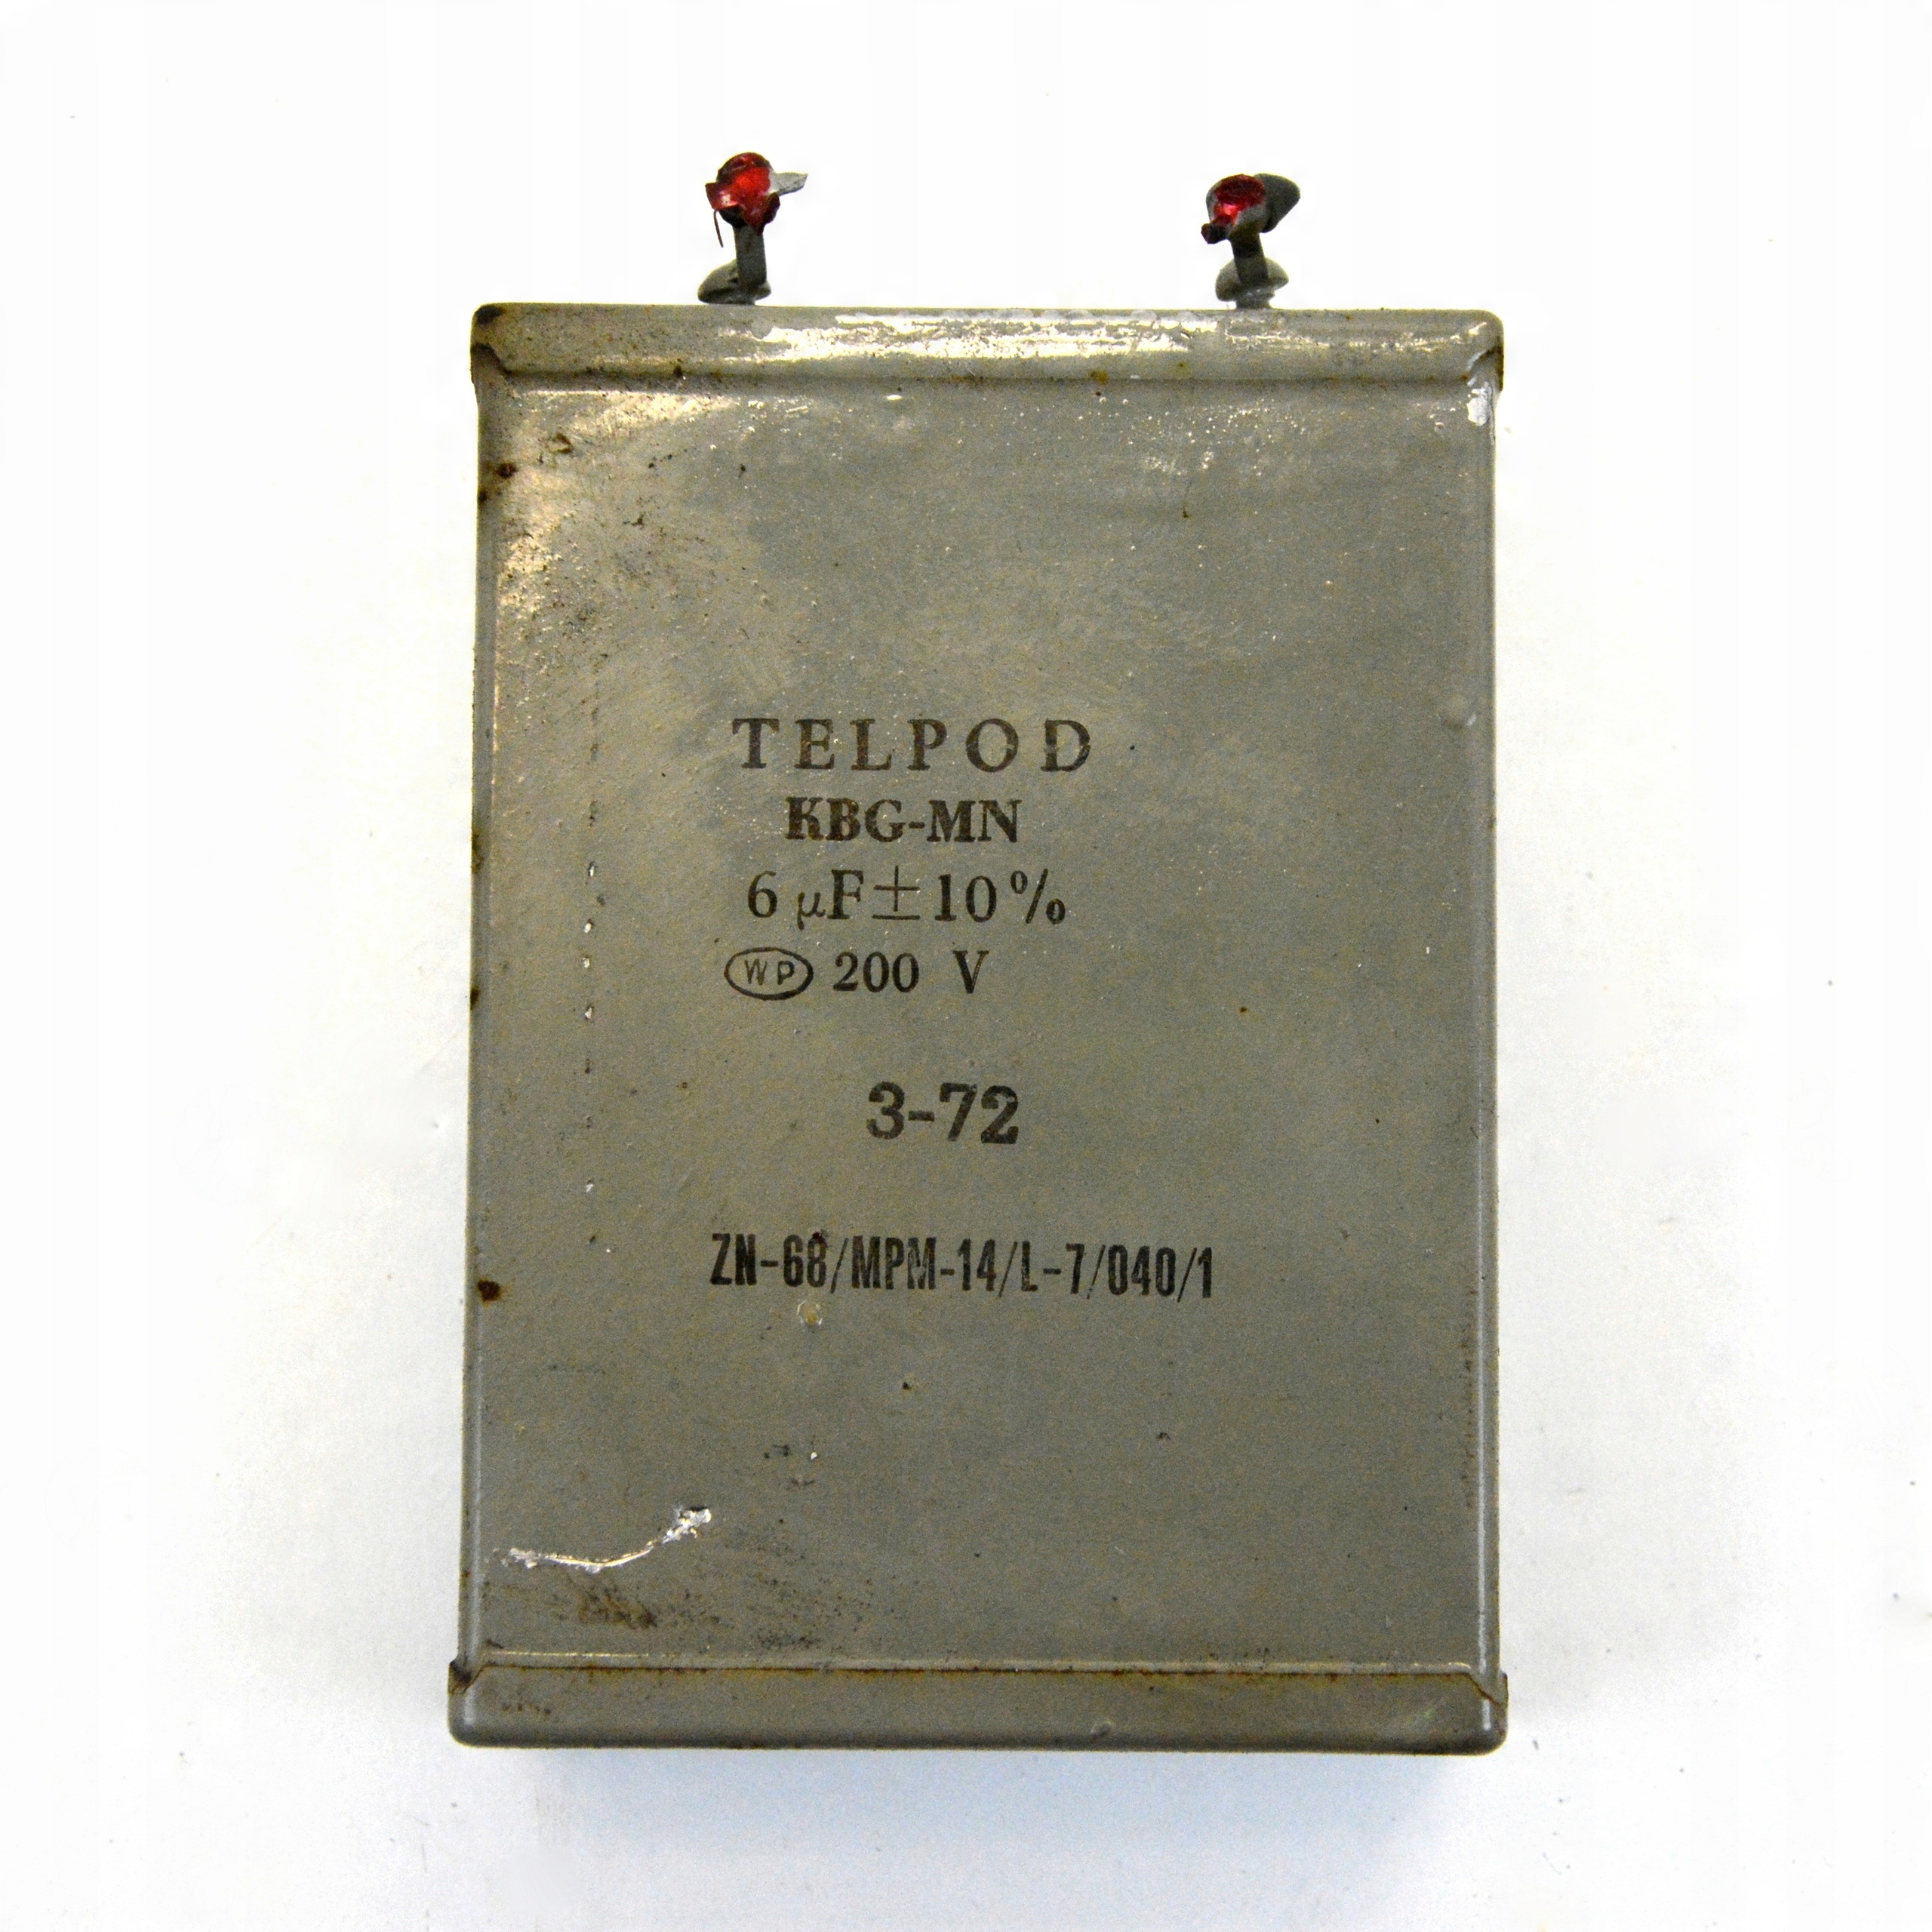 TELPOD
KBG-MN
6 µF±10%
WP 200 V
3-72
ZN-68/MPM-14/L-7/040/1